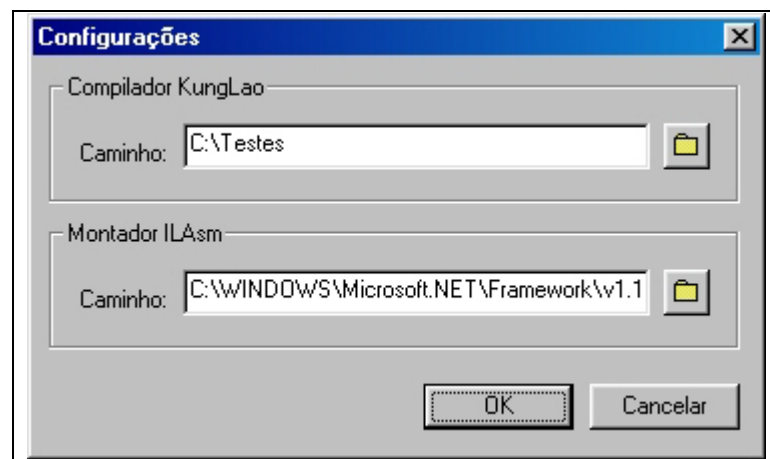 Configurações
Compilador KungLao
Caminho: C:\Testes
Montador ILAsm
Caminho: C:\WINDOWS\Microsoft.NET\Framework\v1.1
OK Cancelar